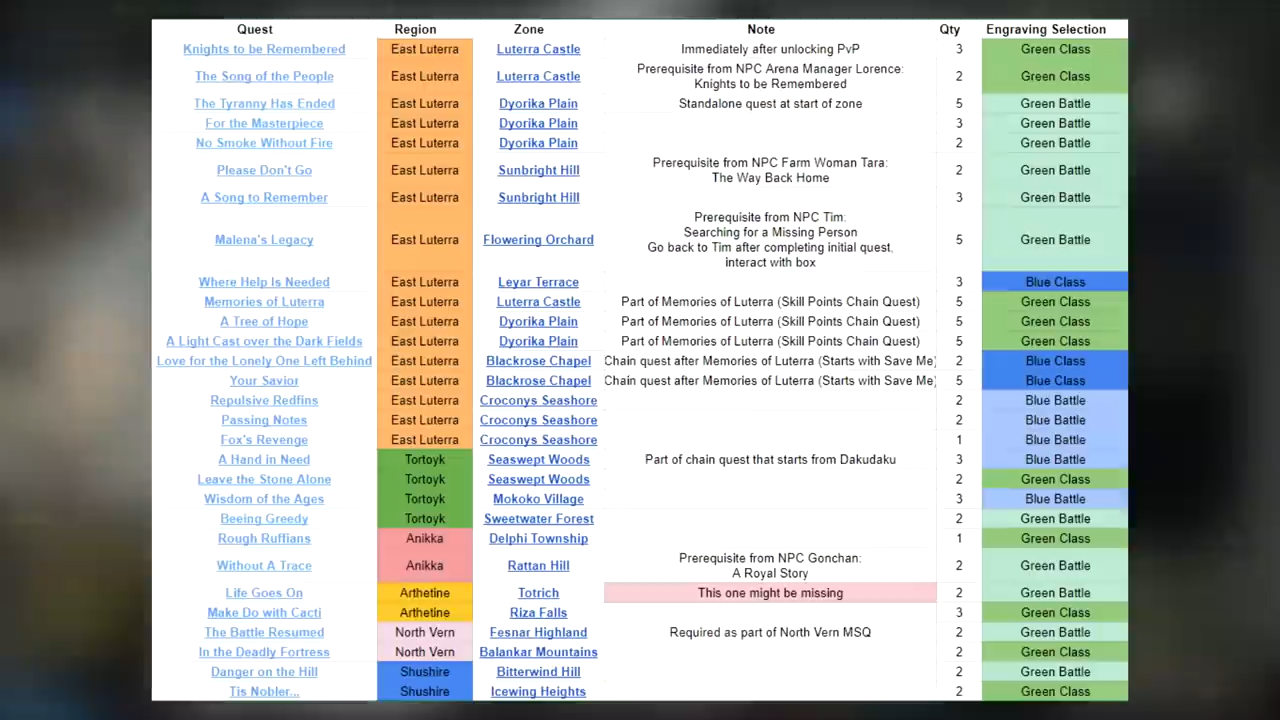 Quest Region Zone Note Qty Engraving Selection
Knights to be Remembered East Luterra Luterra Castle Immediately after unlocking PvP 3 Green Class
The Song of the People East Luterra Luterra Castle Prerequisite from NPC Arena Manager Lorence: 2 Green Class
Knights to be Remembered
The Tyranny Has Ended East Luterra Dyorika Plain Standalone quest at start of zone 5 Green Battle
For the Masterpiece East Luterra Dyorika Plain 3 Green Battle
No Smoke Without Fire East Luterra Dyorika Plain 2 Green Battle
Please Don't Go East Luterra Sunbright Hill Prerequisite from NPC Farm Woman Tara: 2 Green Battle
The Way Back Home
A Song to Remember East Luterra Sunbright Hill 3 Green Battle
Malena's Legacy East Luterra Flowering Orchard Prerequisite from NPC Tim: 5 Green Battle
Searching for a Missing Person
Go back to Tim after completing initial quest,
interact with box
Where Help Is Needed East Luterra Leyar Terrace 3 Blue Class
Memories of Luterra East Luterra Luterra Castle Part of Memories of Luterra (Skill Points Chain Quest) 5 Green Class
A Tree of Hope East Luterra Dyorika Plain Part of Memories of Luterra (Skill Points Chain Quest) 5 Green Class
A Light Cast over the Dark Fields East Luterra Dyorika Plain Part of Memories of Luterra (Skill Points Chain Quest) 5 Green Class
Love for the Lonely One Left Behind East Luterra Blackrose Chapel Chain quest after Memories of Luterra (Starts with Save Me) 2 Blue Class
Your Savior East Luterra Blackrose Chapel Chain quest after Memories of Luterra (Starts with Save Me) 5 Blue Class
Repulsive Redfins East Luterra Croconys Seashore 2 Blue Battle
Passing Notes East Luterra Croconys Seashore 2 Blue Battle
Fox's Revenge East Luterra Croconys Seashore 1 Blue Battle
A Hand in Need Tortoyk Seaswept Woods Part of chain quest that starts from Dakudaku 3 Blue Battle
Leave the Stone Alone Tortoyk Seaswept Woods 2 Green Class
Wisdom of the Ages Tortoyk Mokoko Village 3 Blue Battle
Beeing Greedy Tortoyk Sweetwater Forest 2 Green Battle
Rough Ruffians Anikka Delphi Township 1 Green Class
Without A Trace Anikka Rattan Hill Prerequisite from NPC Gonchan: 2 Green Battle
A Royal Story
Life Goes On Arthetine Totrich This one might be missing 2 Green Battle
Make Do with Cacti Arthetine Riza Falls 3 Green Class
The Battle Resumed North Vern Fesnar Highland Required as part of North Vern MSQ 2 Green Battle
In the Deadly Fortress North Vern Balankar Mountains 2 Green Class
Danger on the Hill Shushire Bitterwind Hill 2 Green Battle
Tis Nobler... Shushire Icewing Heights 2 Green Class